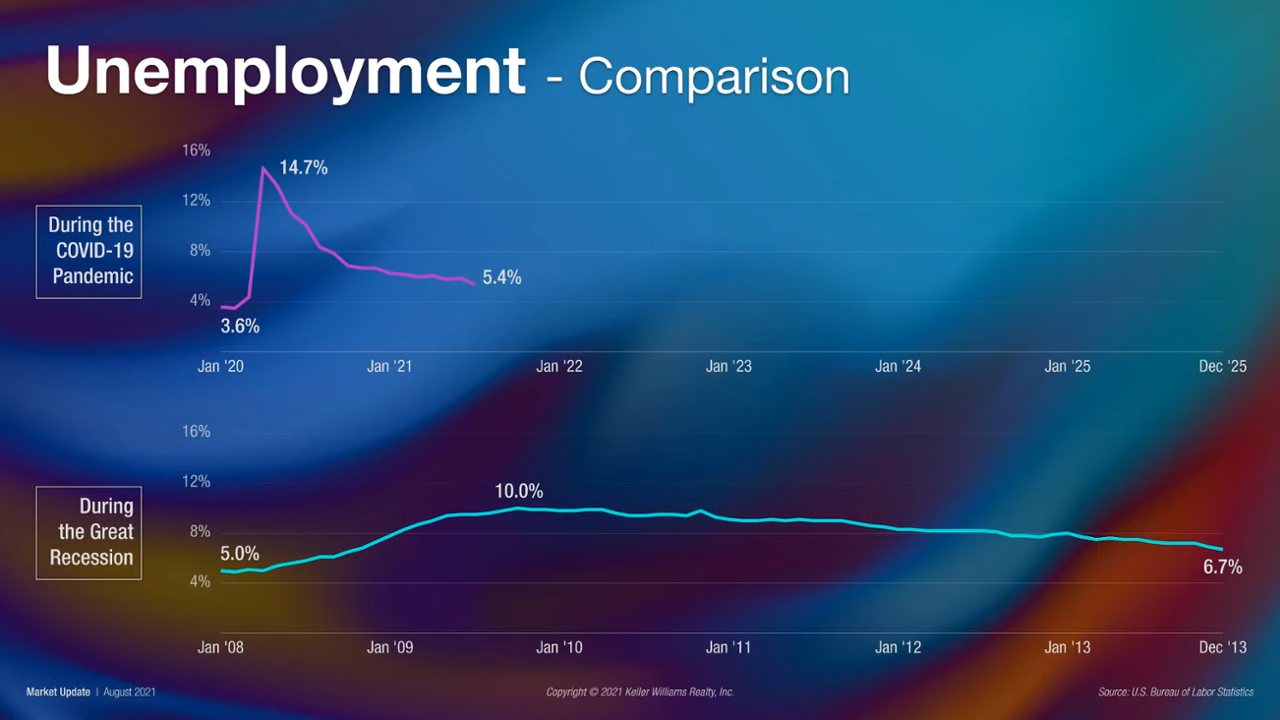 Unemployment - Comparison
16%
14.7%
12%
During the
COVID-19
Pandemic
8%
5.4%
4%
3.6%
Jan '20 Jan '21 Jan '22 Jan '23 Jan '24 Jan '25 Dec '25
16%
12%
10.0%
During
the Great
Recession
8%
5.0%
6.7%
4%
Jan '08 Jan '09 Jan '10 Jan '11 Jan '12 Jan '13 Dec '13
Market Update | August 2021 Copyright © 2021 Keller Williams Realty, Inc. Source: U.S. Bureau of Labor Statistics